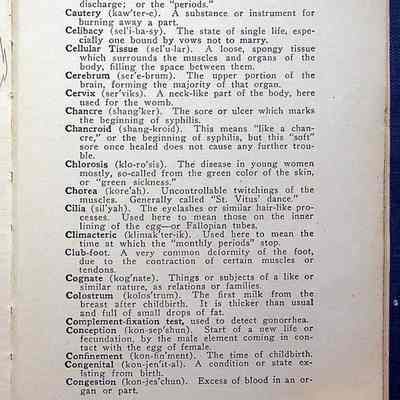 discharge; or the "periods."
Cautery (kaw'ter-e). A substance or instrument for
burning away a part.
Celibacy (sel'i-ba-sy). The state of single life, espe-
cially one bound by vows not to marry.
Cellular Tissue (sel'u-lar). A loose, spongy tissue
which surrounds the muscles and organs of the
body, filling the space between them.
Cerebrum (ser'e-brum). The upper portion of the
brain, forming the majority of that organ.
Cervix (ser'viks). A neck-like part of the body, here
used for the womb.
Chancre (shang'ker). The sore or ulcer which marks
the beginning of syphilis.
Chancroid (shang-kroid). This means "like a chan-
cre," or the beginning of syphilis, but this "soft"
sore once healed does not cause any further trou-
ble.
Chlorosis (klo-ro'sis). The disease in young women
mostly, so-called from the green color of the skin,
or "green sickness."
Chorea (kore'ah). Uncontrollable twitchings of the
muscles. Generally called "St. Vitus' dance."
Cilia (sil'yah). The eyelashes or similar hair-like pro-
cesses. Used here to mean those on the inner
lining of the egg—or Fallopian tubes.
Climacteric (klimak'ter-ik). Used here to mean the
time at which the "monthly periods" stop.
Club-foot. A very common deformity of the foot,
due to the contraction of certain muscles or
tendons.
Cognate (kog'nate). Things or subjects of a like or
similar nature, as relations or families.
Colostrum (kolos'trum). The first milk from the
breast after childbirth. It is thicker than usual
and full of small drops of fat.
Complement-fixation test, used to detect gonorrhea.
Conception (kon-sep'shun). Start of a new life or
fecundation, by the male element coming in con-
tact with the egg of female.
Confinement (kon-fin'ment). The time of childbirth.
Congenital (kon-jen'it-al). A condition or state ex-
isting from birth.
Congestion (kon-jes'chun). Excess of blood in an or-
gan or part.